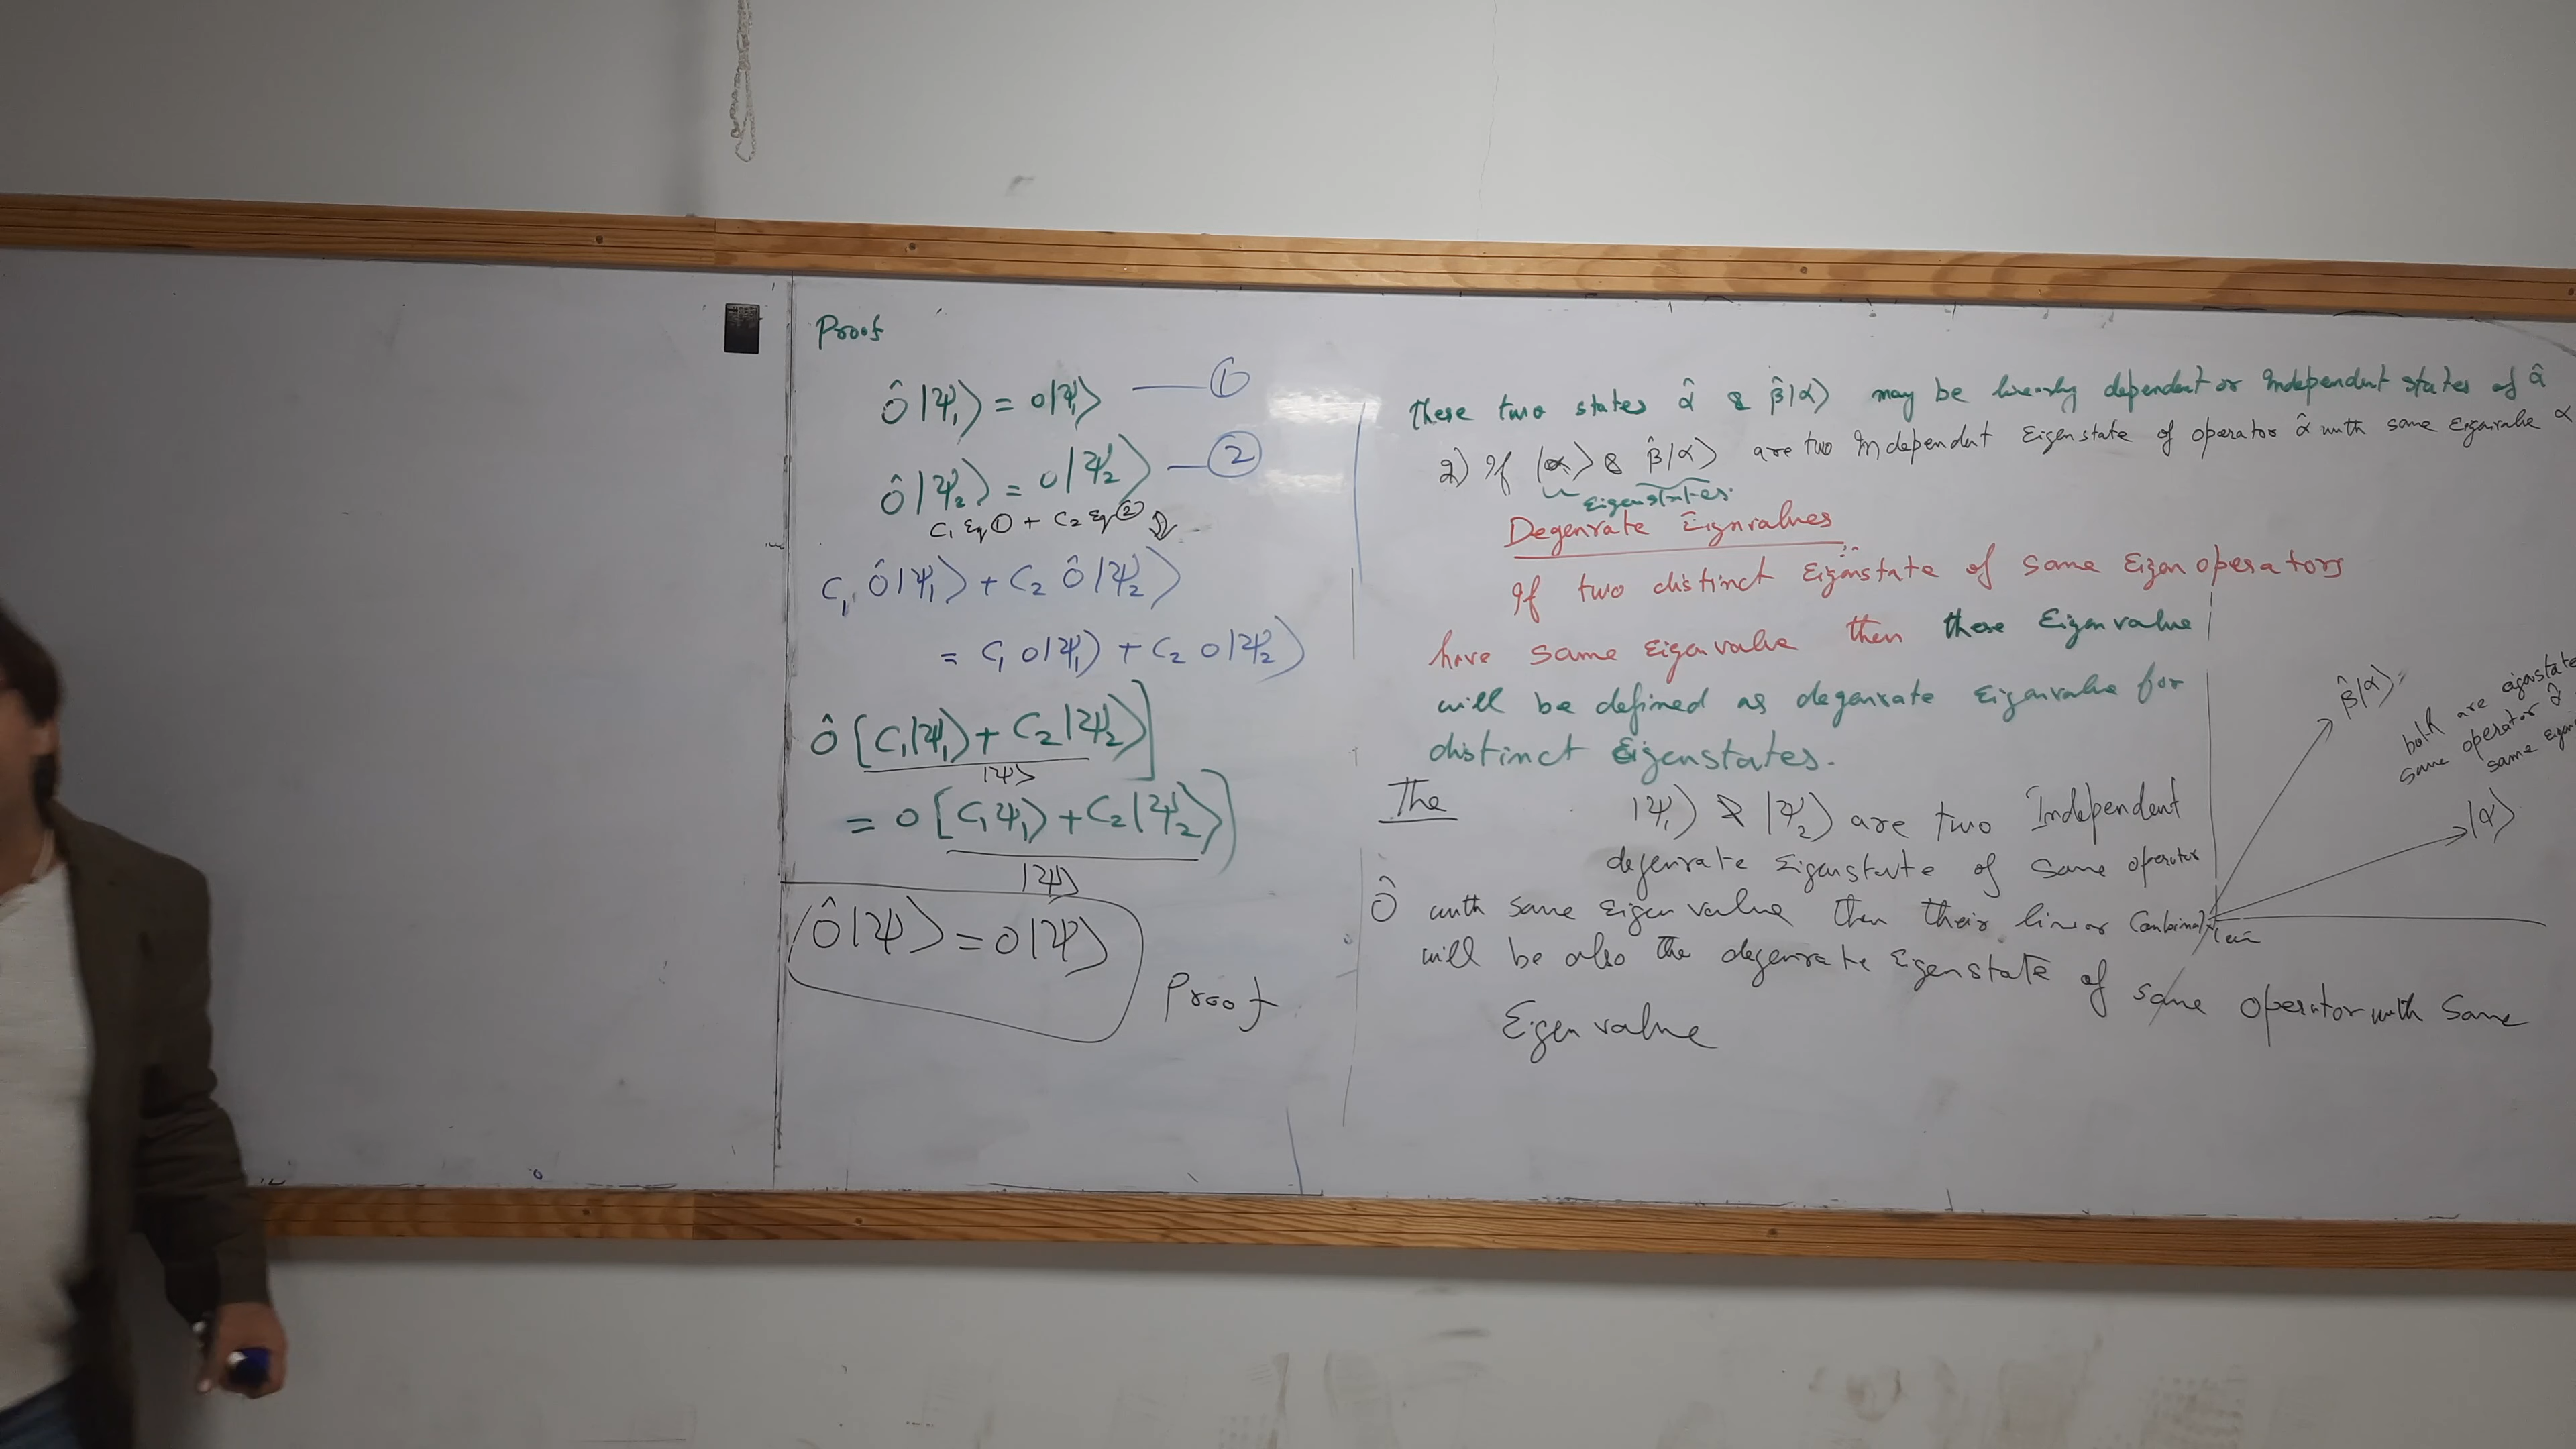 Proof
Ô|Ψ₁⟩ = o|Ψ₁⟩ —— ①
Ô|Ψ₂⟩ = o|Ψ₂⟩ — ②
C₁ Eq ① + C₂ Eq ②
C₁ Ô|Ψ₁⟩ + C₂ Ô|Ψ₂⟩
= C₁ o|Ψ₁⟩ + C₂ o|Ψ₂⟩
Ô [C₁|Ψ₁⟩ + C₂|Ψ₂⟩]
|Ψ⟩
= o [C₁Ψ₁⟩ + C₂|Ψ₂⟩]
|Ψ⟩
Ô|Ψ⟩ = o|Ψ⟩
Proof
These two states α̂ & β̂|α⟩ may be linearly dependent or Independent states of α̂
2) If |α⟩ & β̂|α⟩ are two Independent Eigenstate of operator α̂ with same Eigenvalue α
Eigenstates.
Degenrate Eignvalues
If two distinct Eigenstate of same Eigen operators
have same Eigenvalue then these Eigenvalue
will be defined as degenrate Eigenvalue for
distinct Eigenstates.
The |Ψ₁⟩ & |Ψ₂⟩ are two Independent
degenrate Eigenstate of same operator
Ô with same Eigen value then their linear Combination
will be also the degenrate Eigenstate of same operator with same
Eigen value
β̂|α⟩
both are eigenstate
same operator α̂
same eigen
|α⟩